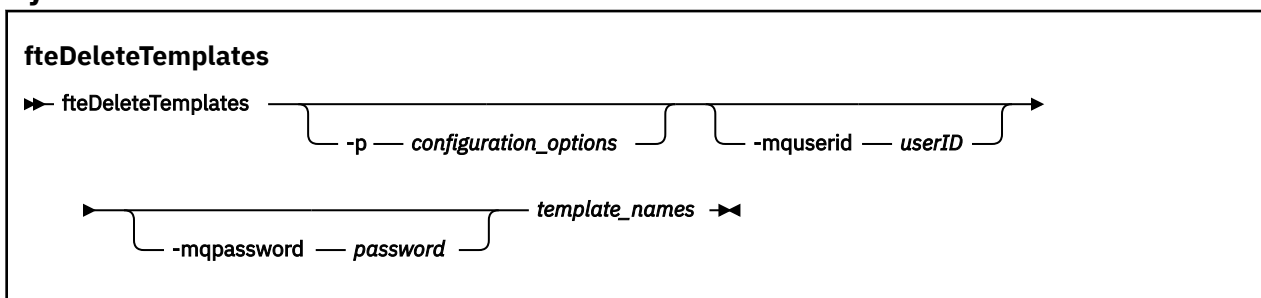 fteDeleteTemplates
fteDeleteTemplates
-p configuration_options -mquserid userID
template_names
-mqpassword password